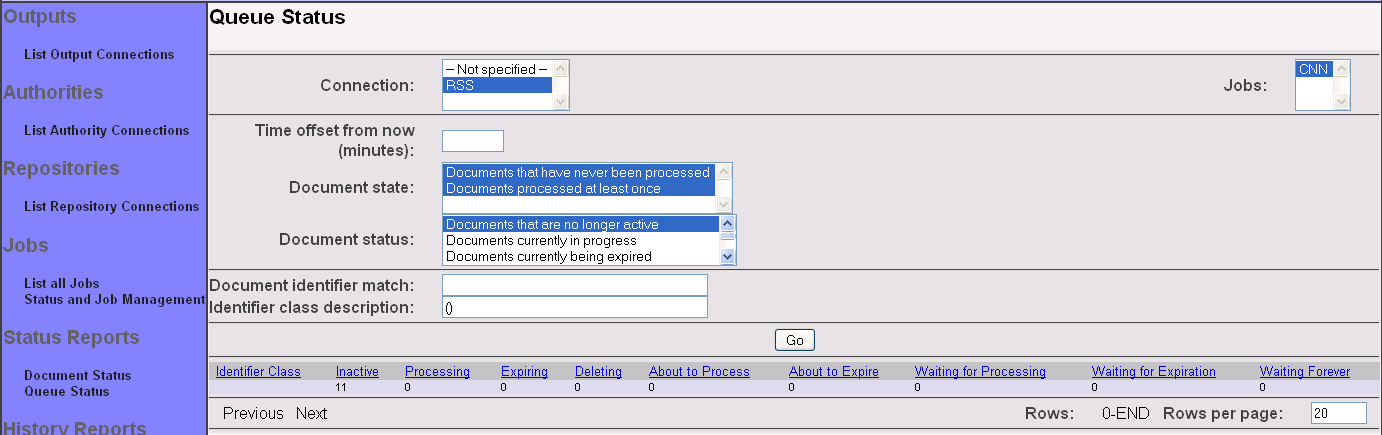 Outputs
List Output Connections
Authorities
List Authority Connections
Repositories
List Repository Connections
Jobs
List all Jobs
Status and Job Management
Status Reports
Document Status
Queue Status
History Reports
Queue Status
Connection:
-- Not specified --
RSS
Jobs:
CNN
Time offset from now
(minutes):
Document state:
Documents that have never been processed
Documents processed at least once
Document status:
Documents that are no longer active
Documents currently in progress
Documents currently being expired
Document identifier match:
Identifier class description: ()
Go
Identifier Class Inactive Processing Expiring Deleting About to Process About to Expire Waiting for Processing Waiting for Expiration Waiting Forever
11 0 0 0 0 0 0 0 0
Previous Next Rows: 0-END Rows per page: 20